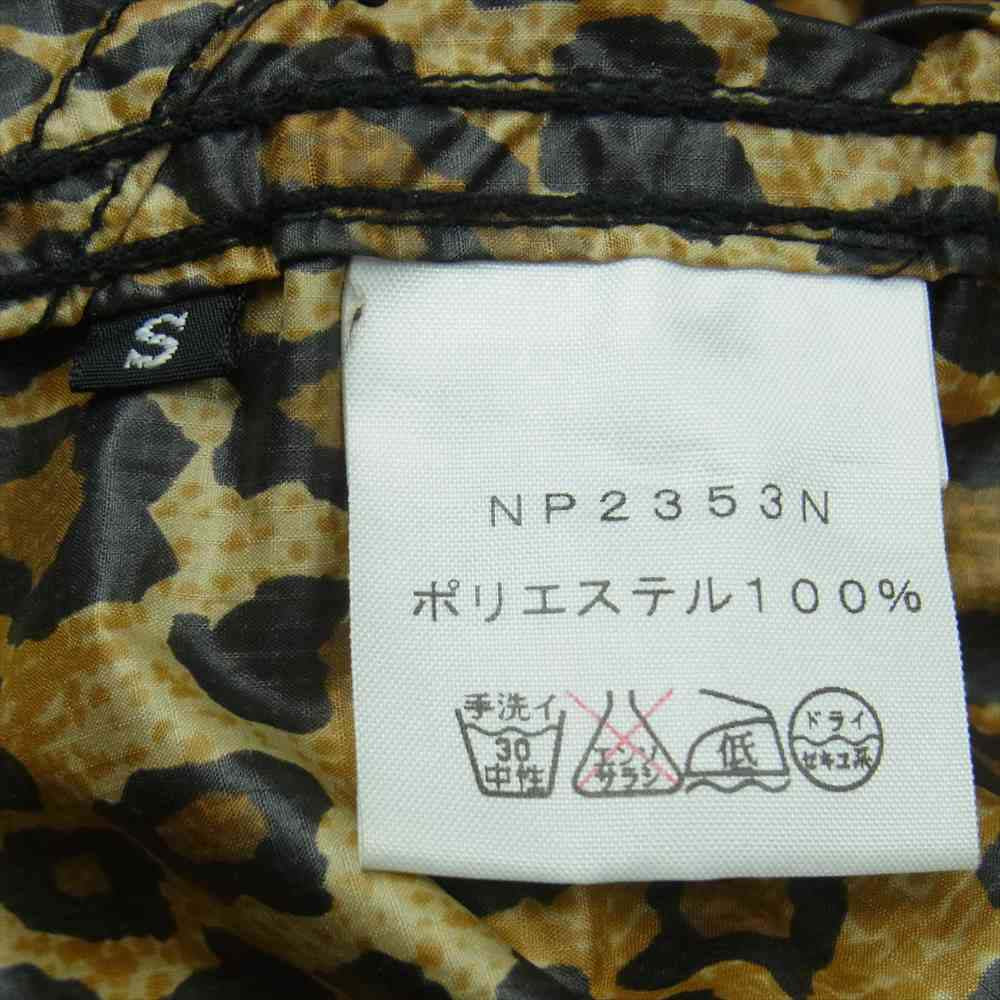 S
NP2353N
ポリエステル100%
手洗イ
30
中性
エンソ
サラシ
低
ドライ
セキユ系